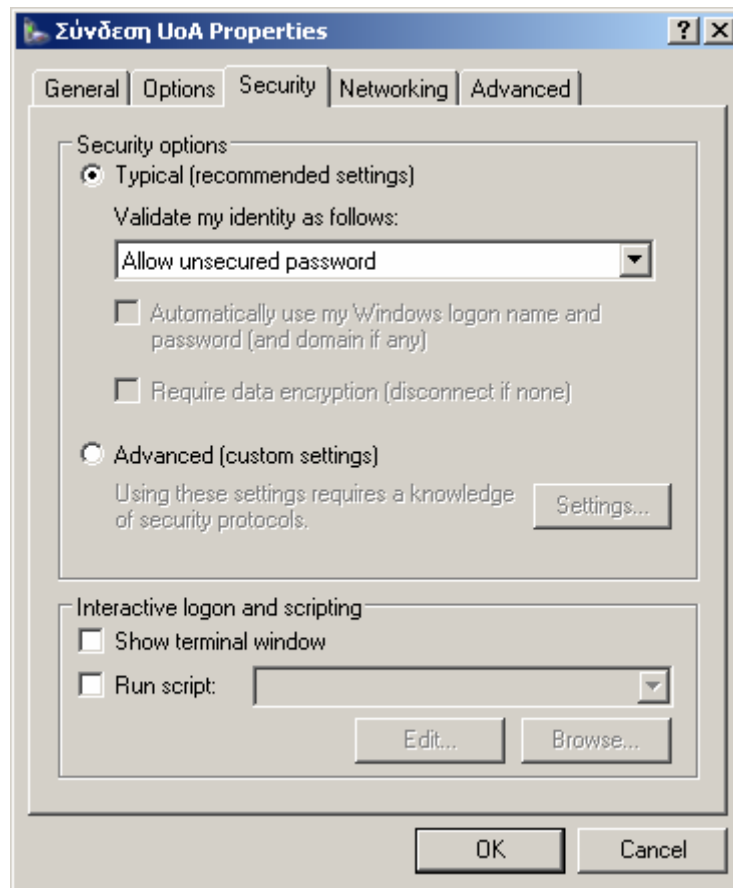 Σύνδεση UoA Properties
General Options Security Networking Advanced
Security options
Typical (recommended settings)
Validate my identity as follows:
Allow unsecured password
Automatically use my Windows logon name and
password (and domain if any)
Require data encryption (disconnect if none)
Advanced (custom settings)
Using these settings requires a knowledge
of security protocols.
Settings...
Interactive logon and scripting
Show terminal window
Run script:
Edit... Browse...
OK Cancel